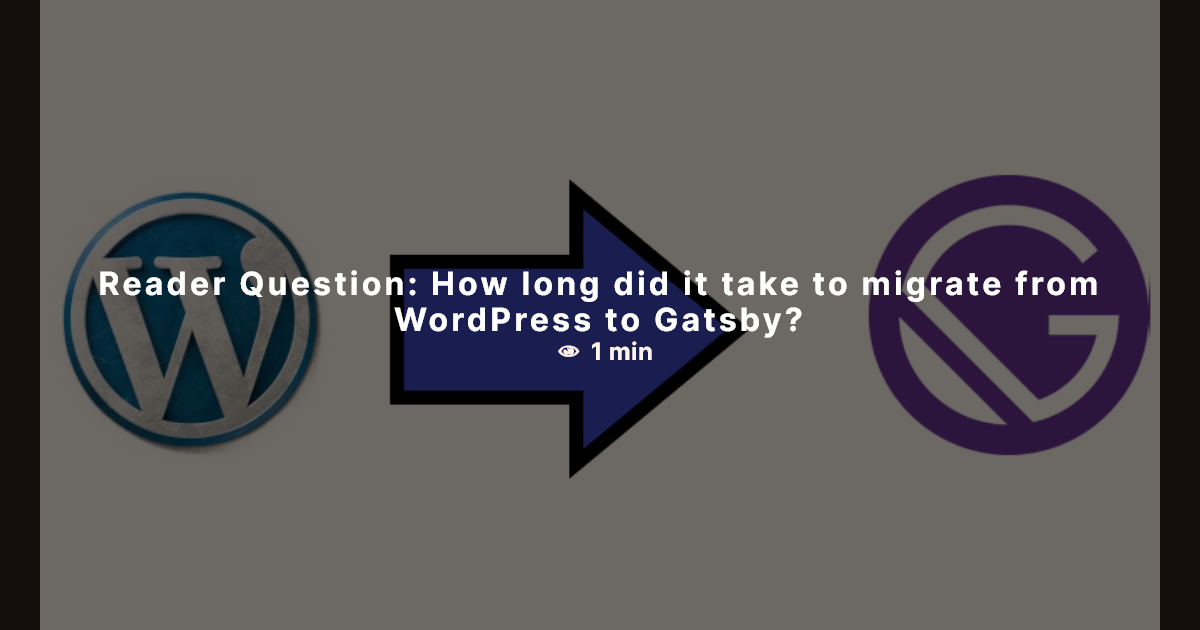 Reader Question: How long did it take to migrate from
WordPress to Gatsby?
1 min